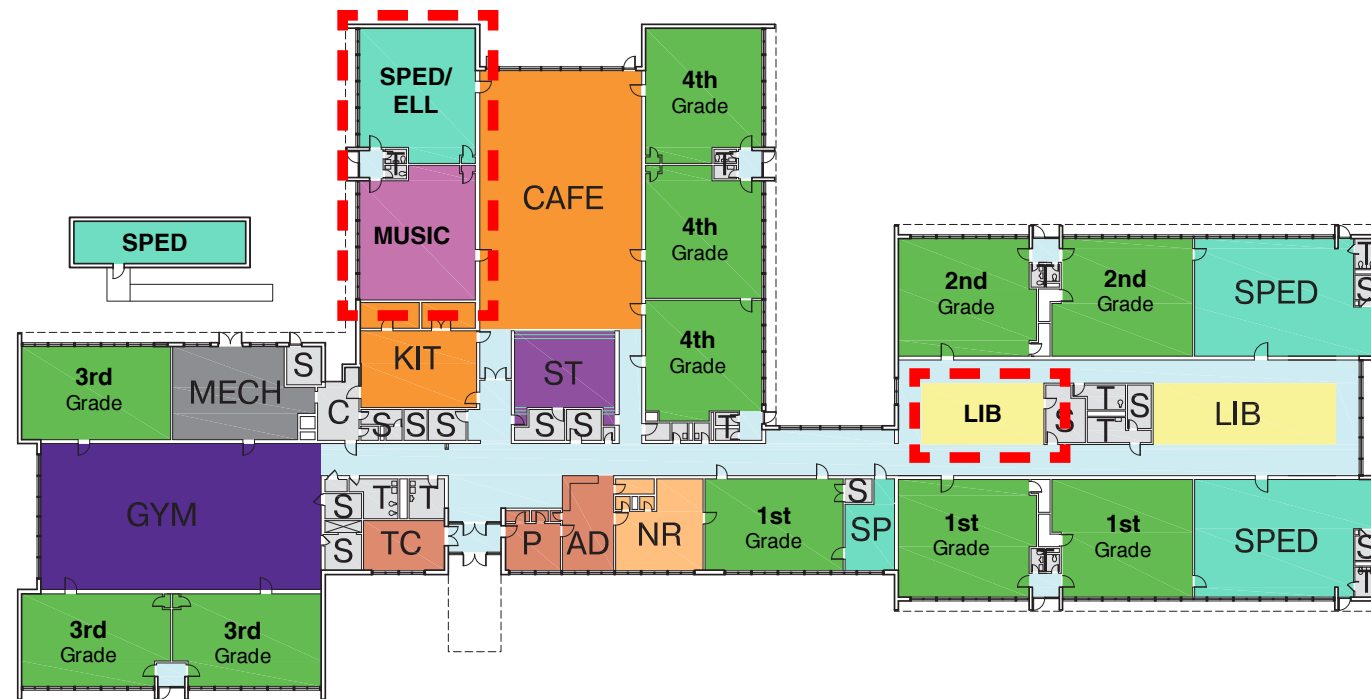 SPED/
ELL
4th
Grade
T
T
CAFE
MUSIC
4th
Grade
SPED
2nd
Grade
T
2nd
Grade
SPED
T
S
KIT
ST
4th
Grade
3rd
Grade
MECH
S
C
S
S
S
S
S
T
LIB
S
T
T
S
LIB
GYM
S
T
T
S
TC
P
AD
NR
1st
Grade
S
SP
1st
Grade
1st
Grade
SPED
S
T
3rd
Grade
3rd
Grade